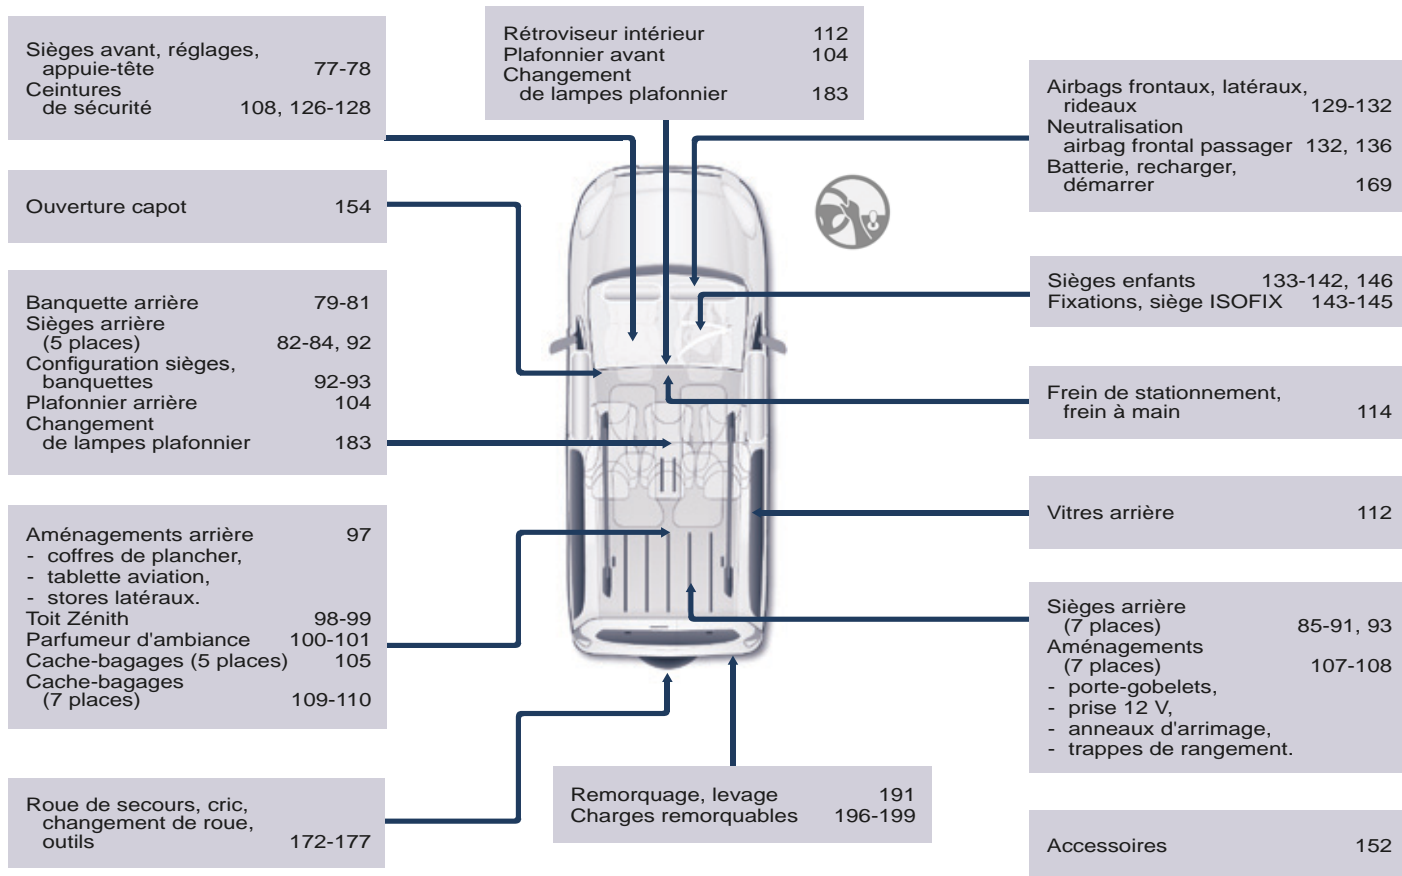 Sièges avant, réglages,
appuie-tête 77-78
Ceintures
de sécurité 108, 126-128
Ouverture capot 154
Banquette arrière 79-81
Sièges arrière
(5 places) 82-84, 92
Configuration sièges,
banquettes 92-93
Plafonnier arrière 104
Changement
de lampes plafonnier 183
Aménagements arrière 97
- coffres de plancher,
- tablette aviation,
- stores latéraux.
Toit Zénith 98-99
Parfumeur d'ambiance 100-101
Cache-bagages (5 places) 105
Cache-bagages
(7 places) 109-110
Roue de secours, cric,
changement de roue,
outils 172-177
Rétroviseur intérieur 112
Plafonnier avant 104
Changement
de lampes plafonnier 183
Remorquage, levage 191
Charges remorquables 196-199
Airbags frontaux, latéraux,
rideaux 129-132
Neutralisation
airbag frontal passager 132, 136
Batterie, recharger,
démarrer 169
Sièges enfants 133-142, 146
Fixations, siège ISOFIX 143-145
Frein de stationnement,
frein à main 114
Vitres arrière 112
Sièges arrière
(7 places) 85-91, 93
Aménagements
(7 places) 107-108
- porte-gobelets,
- prise 12 V,
- anneaux d'arrimage,
- trappes de rangement.
Accessoires 152